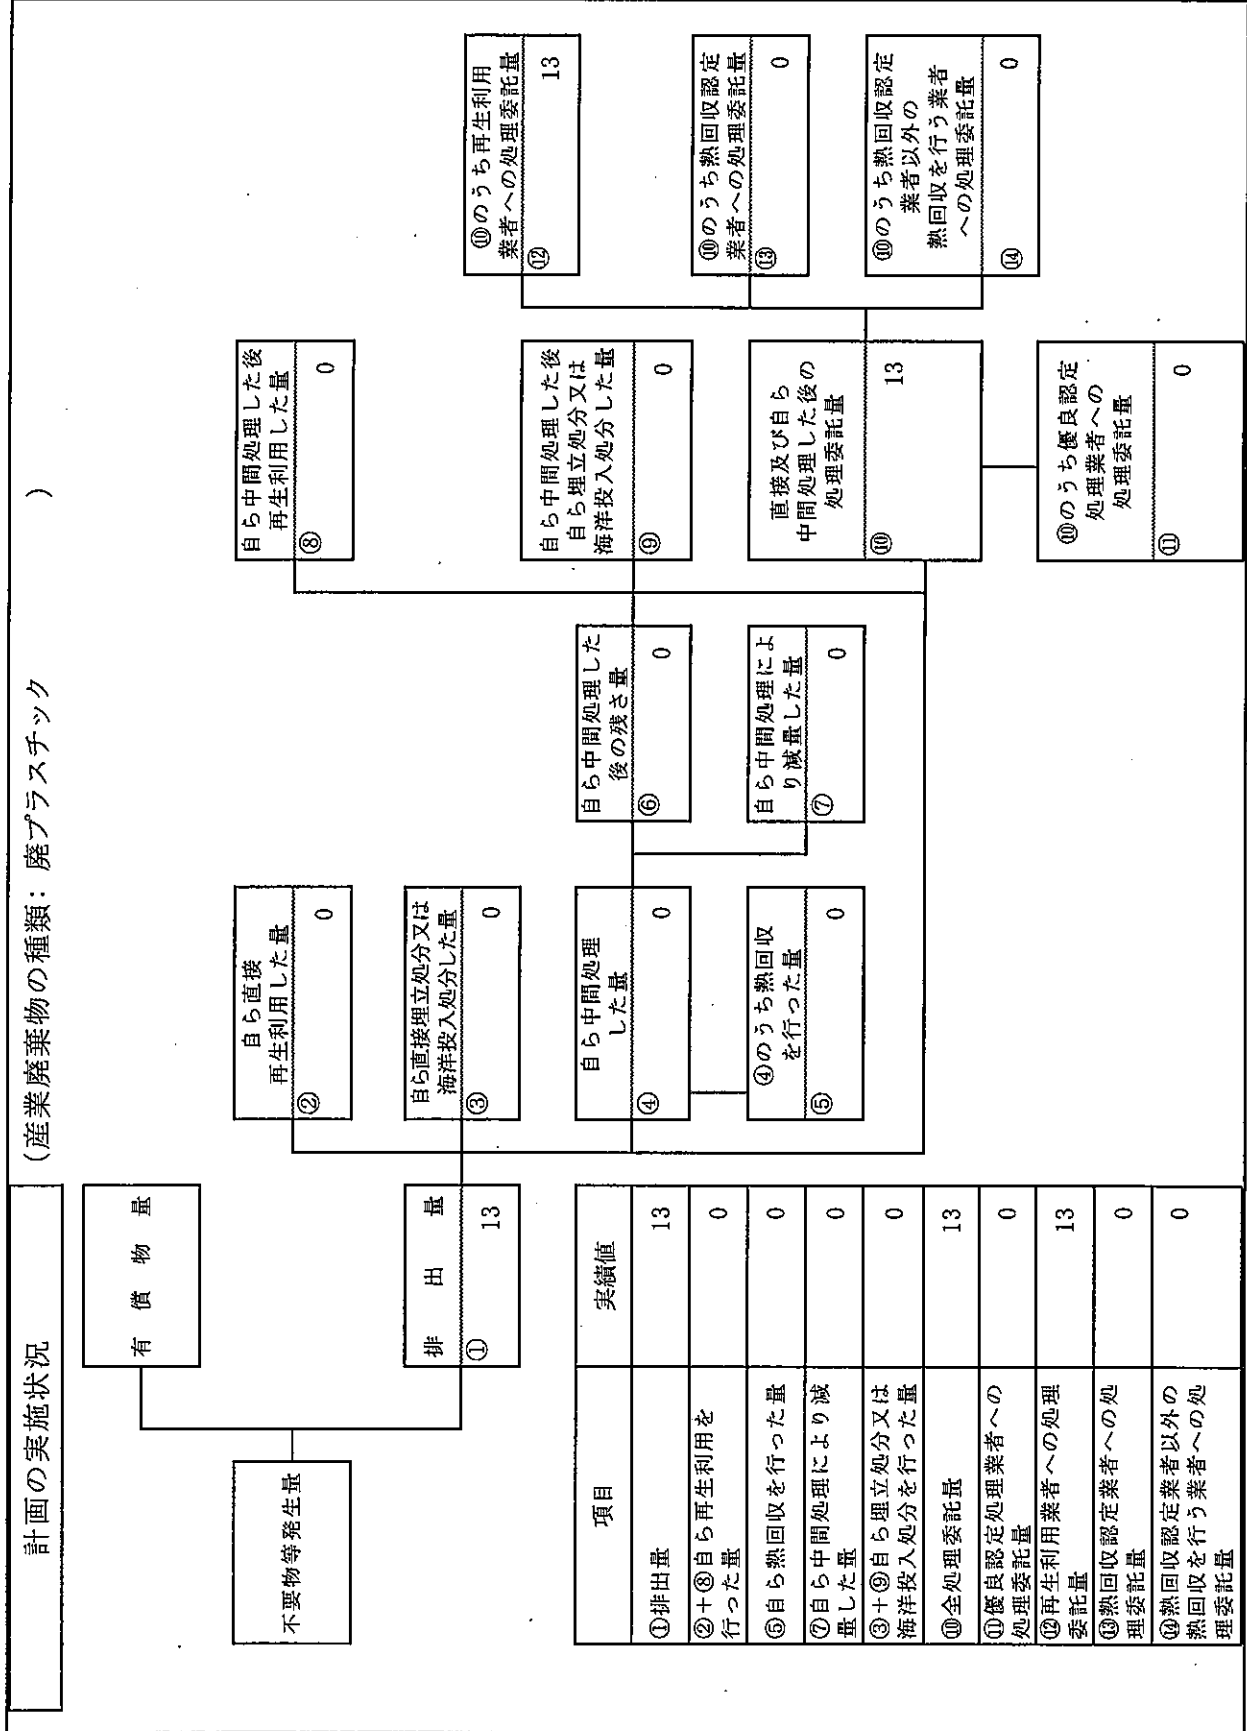 計画の実施状況
(産業廃棄物の種類：廃プラスチック
)
不要物等発生量
有償物量
排出量
①
13
自ら直接
再生利用した量
②
0
自ら直接埋立処分又は
海洋投入処分した量
③
0
自ら中間処理
した量
④
0
④のうち熱回収
を行った量
⑤
0
自ら中間処理した
後の残さ量
⑥
0
自ら中間処理によ
り減量した量
⑦
0
自ら中間処理した後
再生利用した量
⑧
0
自ら中間処理した後
自ら埋立処分又は
海洋投入処分した量
⑨
0
直接及び自ら
中間処理した後の
処理委託量
⑩
13
⑩のうち優良認定
処理業者への
処理委託量
⑪
0
⑩のうち再生利用
業者への処理委託量
⑫
13
⑩のうち熱回収認定
業者への処理委託量
⑬
0
⑩のうち熱回収認定
業者以外の
熱回収を行う業者
への処理委託量
⑭
0
項目
実績値
①排出量
13
②＋⑧自ら再生利用を
行った量
0
⑤自ら熱回収を行った量
0
⑦自ら中間処理により減
量した量
0
③＋⑨自ら埋立処分又は
海洋投入処分を行った量
0
⑩全処理委託量
13
⑪優良認定処理業者への
処理委託量
0
⑫再生利用業者への処理
委託量
13
⑬熱回収認定業者への処
理委託量
0
⑭熱回収認定業者以外の
熱回収を行う業者への処
理委託量
0